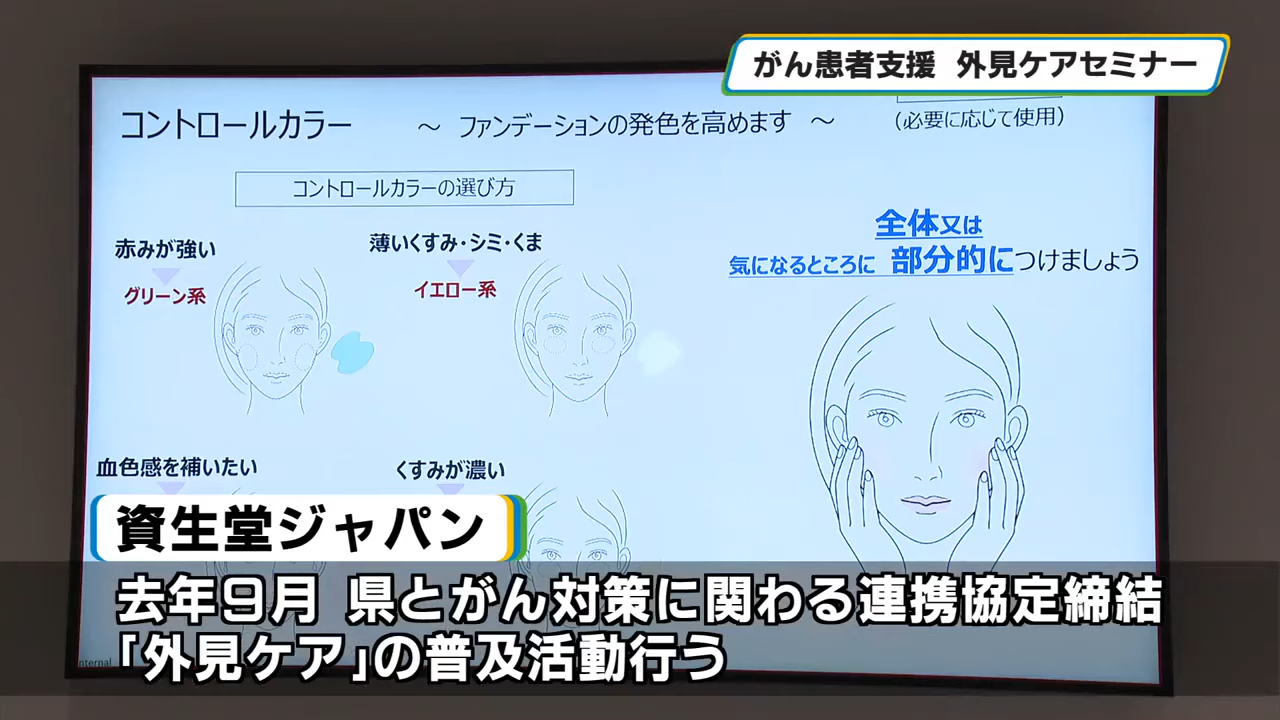 がん患者支援 外見ケアセミナー
コントロールカラー ～ ファンデーションの発色を高めます ～ （必要に応じて使用）
コントロールカラーの選び方
赤みが強い
グリーン系
薄いくすみ・シミ・くま
イエロー系
全体又は
気になるところに 部分的につけましょう
血色感を補いたい
くすみが濃い
資生堂ジャパン
去年９月 県とがん対策に関わる連携協定締結
「外見ケア」の普及活動行う